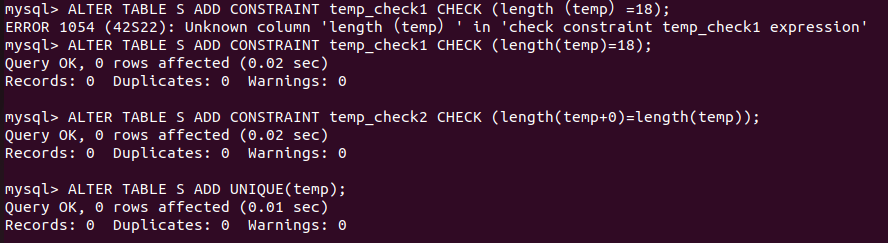 mysql> ALTER TABLE S ADD CONSTRAINT temp_check1 CHECK (length（temp）=18);
ERROR 1054 (42S22): Unknown column 'length（temp）' in 'check constraint temp_check1 expression'
mysql> ALTER TABLE S ADD CONSTRAINT temp_check1 CHECK (length(temp)=18);
Query OK, 0 rows affected (0.02 sec)
Records: 0  Duplicates: 0  Warnings: 0
mysql> ALTER TABLE S ADD CONSTRAINT temp_check2 CHECK (length(temp+0)=length(temp));
Query OK, 0 rows affected (0.02 sec)
Records: 0  Duplicates: 0  Warnings: 0
mysql> ALTER TABLE S ADD UNIQUE(temp);
Query OK, 0 rows affected (0.01 sec)
Records: 0  Duplicates: 0  Warnings: 0